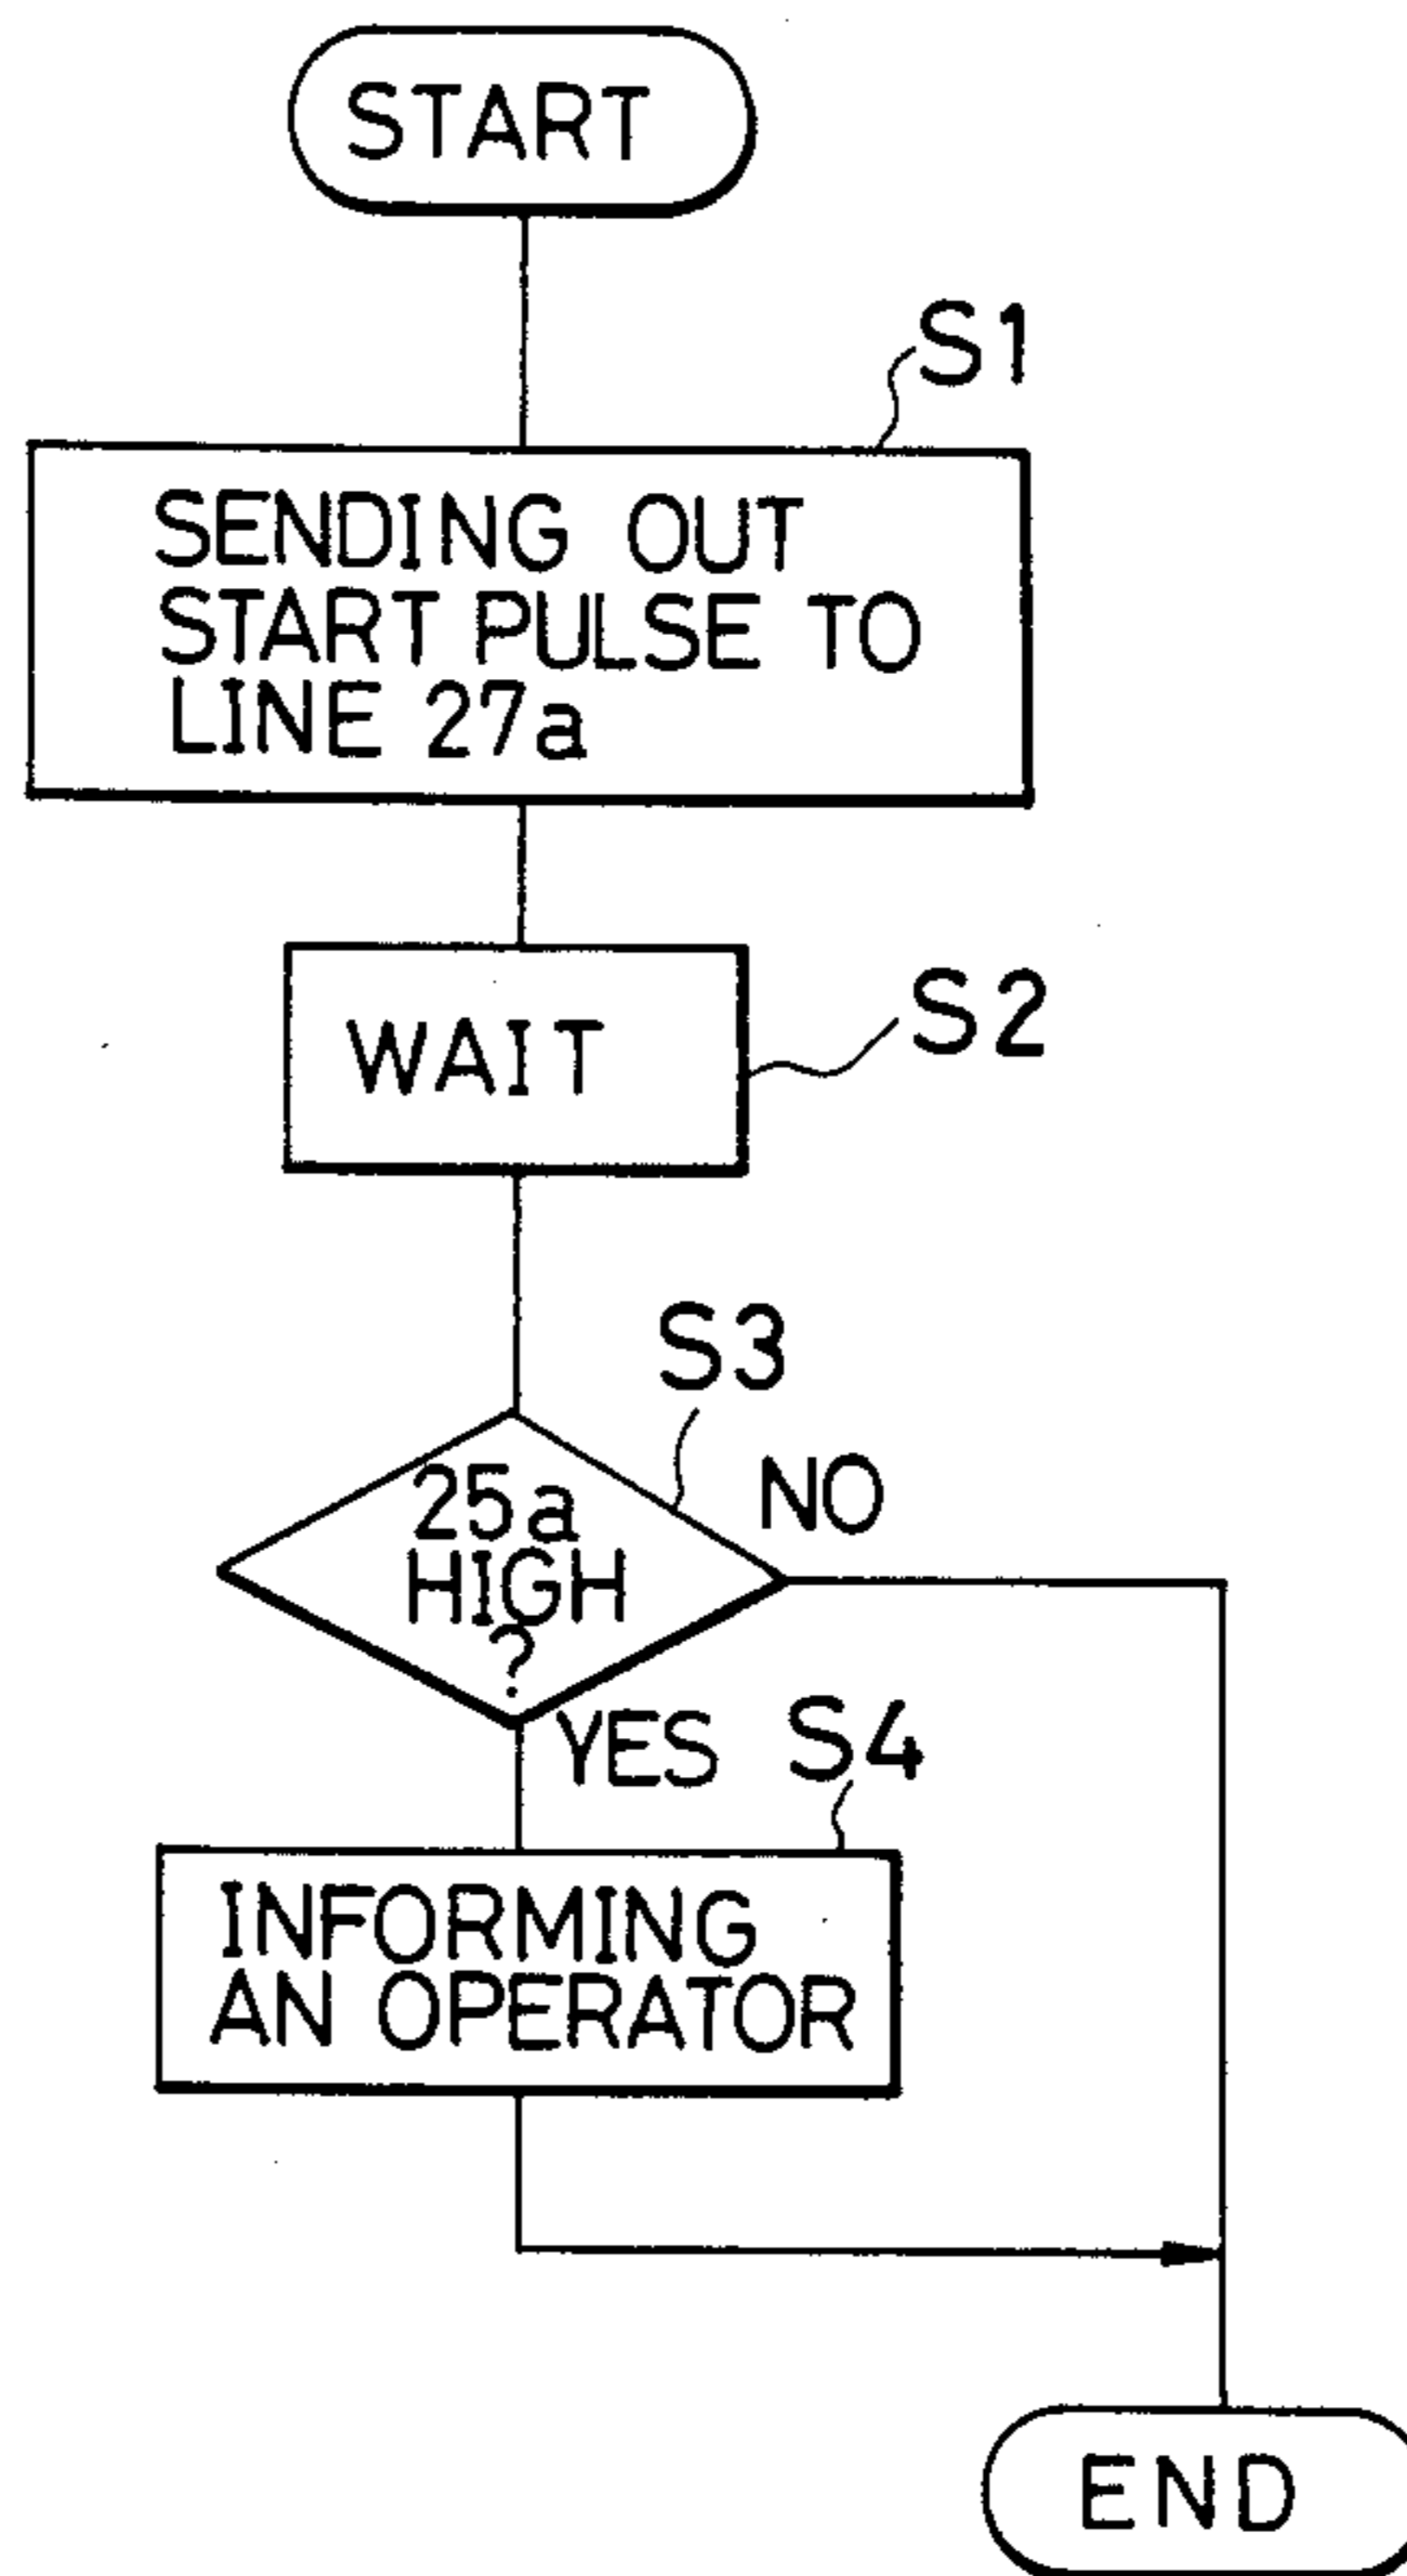 START
S1
SENDING OUT
START PULSE TO
LINE 27a
WAIT
S2
S3
25a
HIGH
?
NO
YES
S4
INFORMING
AN OPERATOR
END